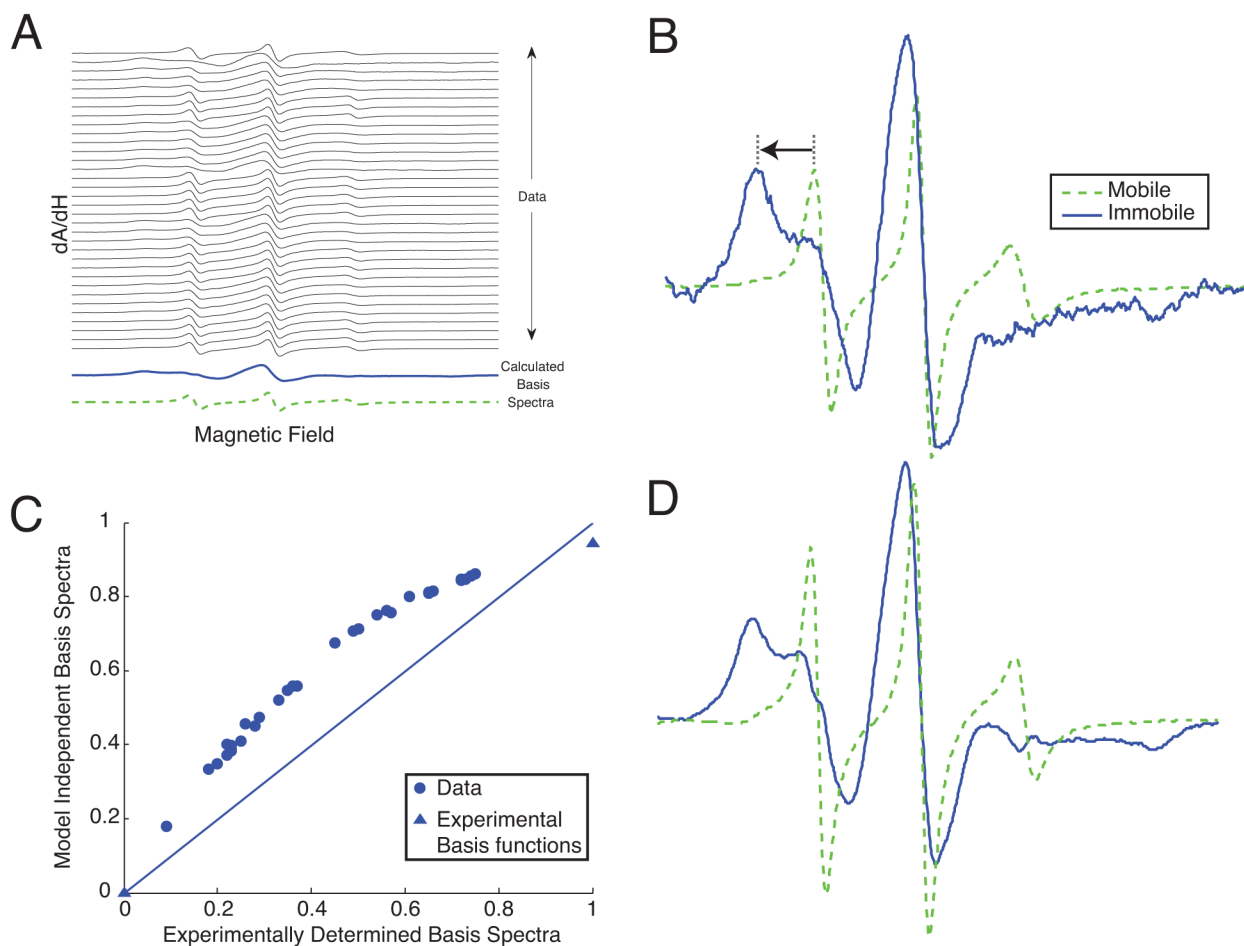 A
dA/dH
Data
Calculated
Basis
Spectra
Magnetic Field
B
Mobile
Immobile
C
Model Independent Basis Spectra
1
0.8
0.6
0.4
0.2
0
Data
Experimental
Basis functions
0 0.2 0.4 0.6 0.8 1
Experimentally Determined Basis Spectra
D